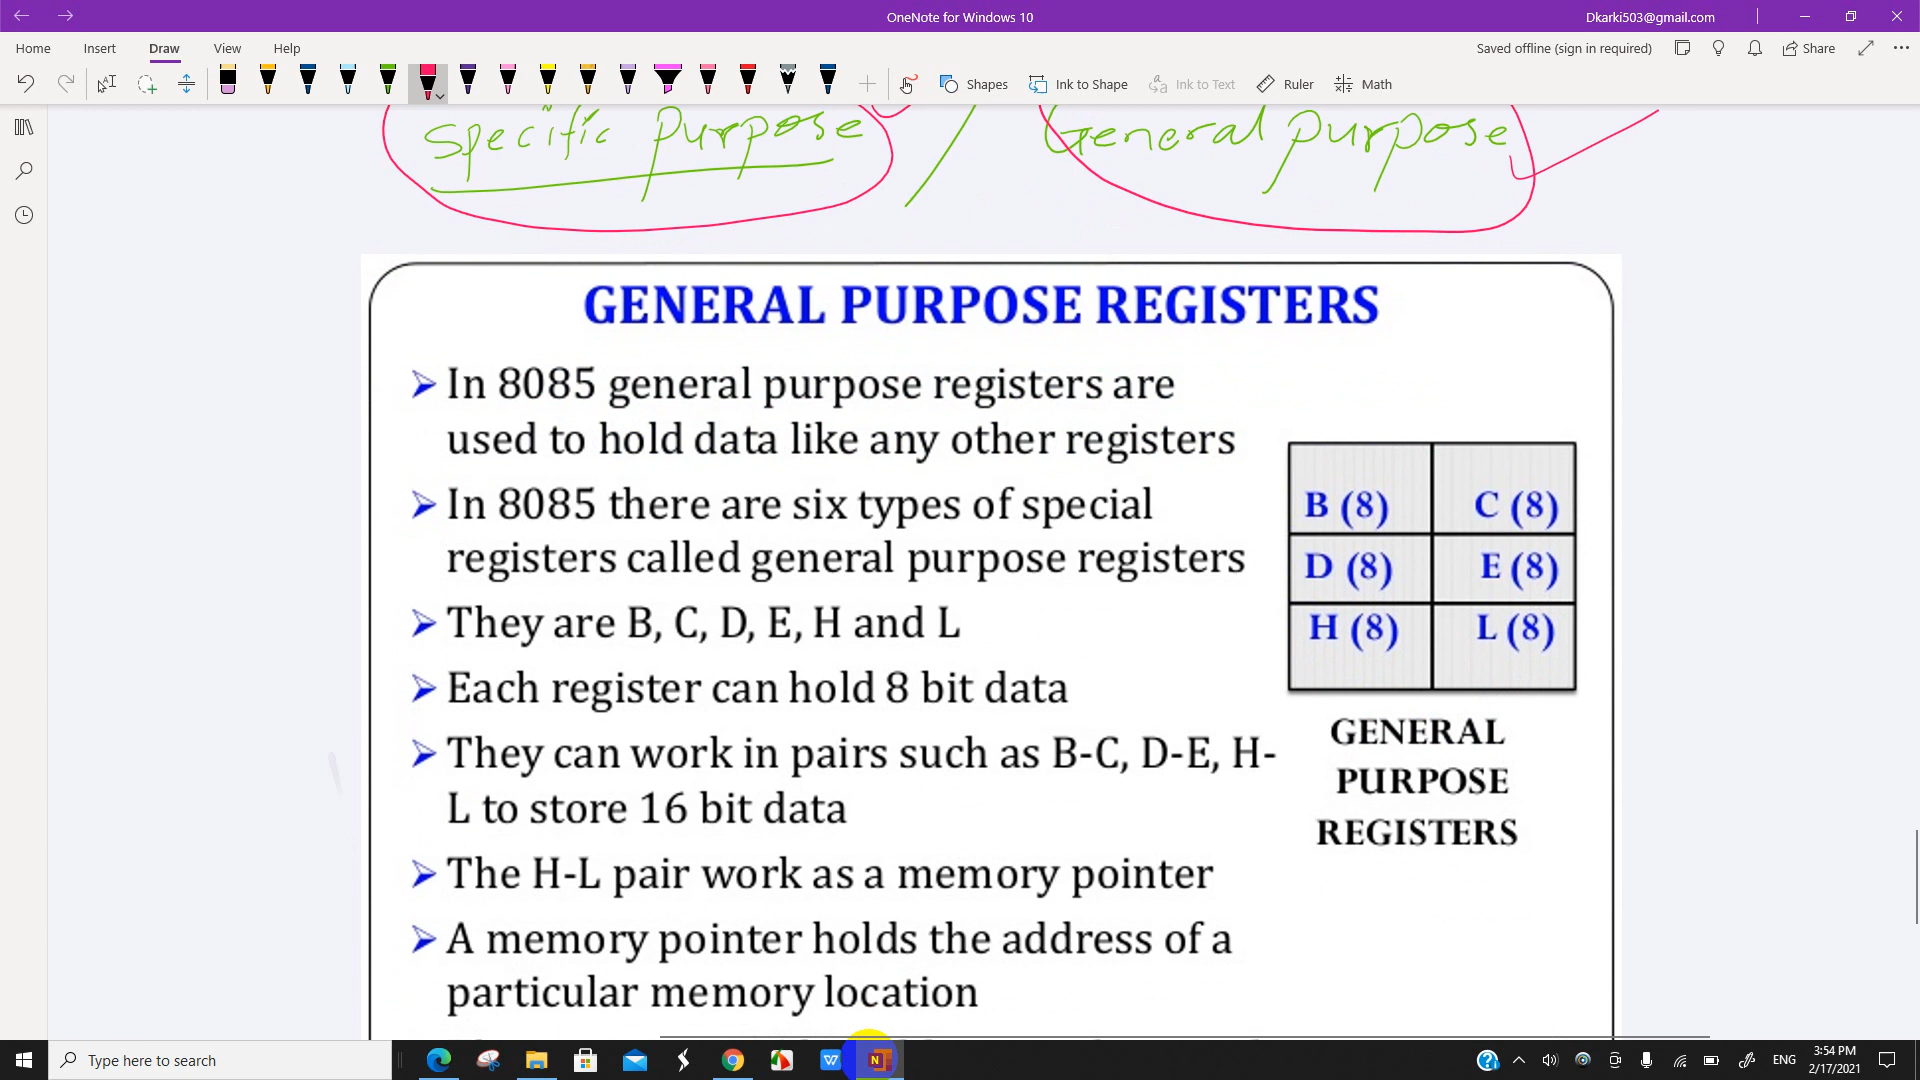 OneNote for Windows 10
Dkarki503@gmail.com
Home Insert Draw View Help
Saved offline (sign in required) Share
Shapes Ink to Shape Ink to Text Ruler Math
Specific Purpose / General purpose
GENERAL PURPOSE REGISTERS
In 8085 general purpose registers are
used to hold data like any other registers
In 8085 there are six types of special
registers called general purpose registers
They are B, C, D, E, H and L
Each register can hold 8 bit data
They can work in pairs such as B-C, D-E, H-
L to store 16 bit data
The H-L pair work as a memory pointer
A memory pointer holds the address of a
particular memory location
B (8) C (8)
D (8) E (8)
H (8) L (8)
GENERAL
PURPOSE
REGISTERS
Type here to search
ENG
3:54 PM
2/17/2021